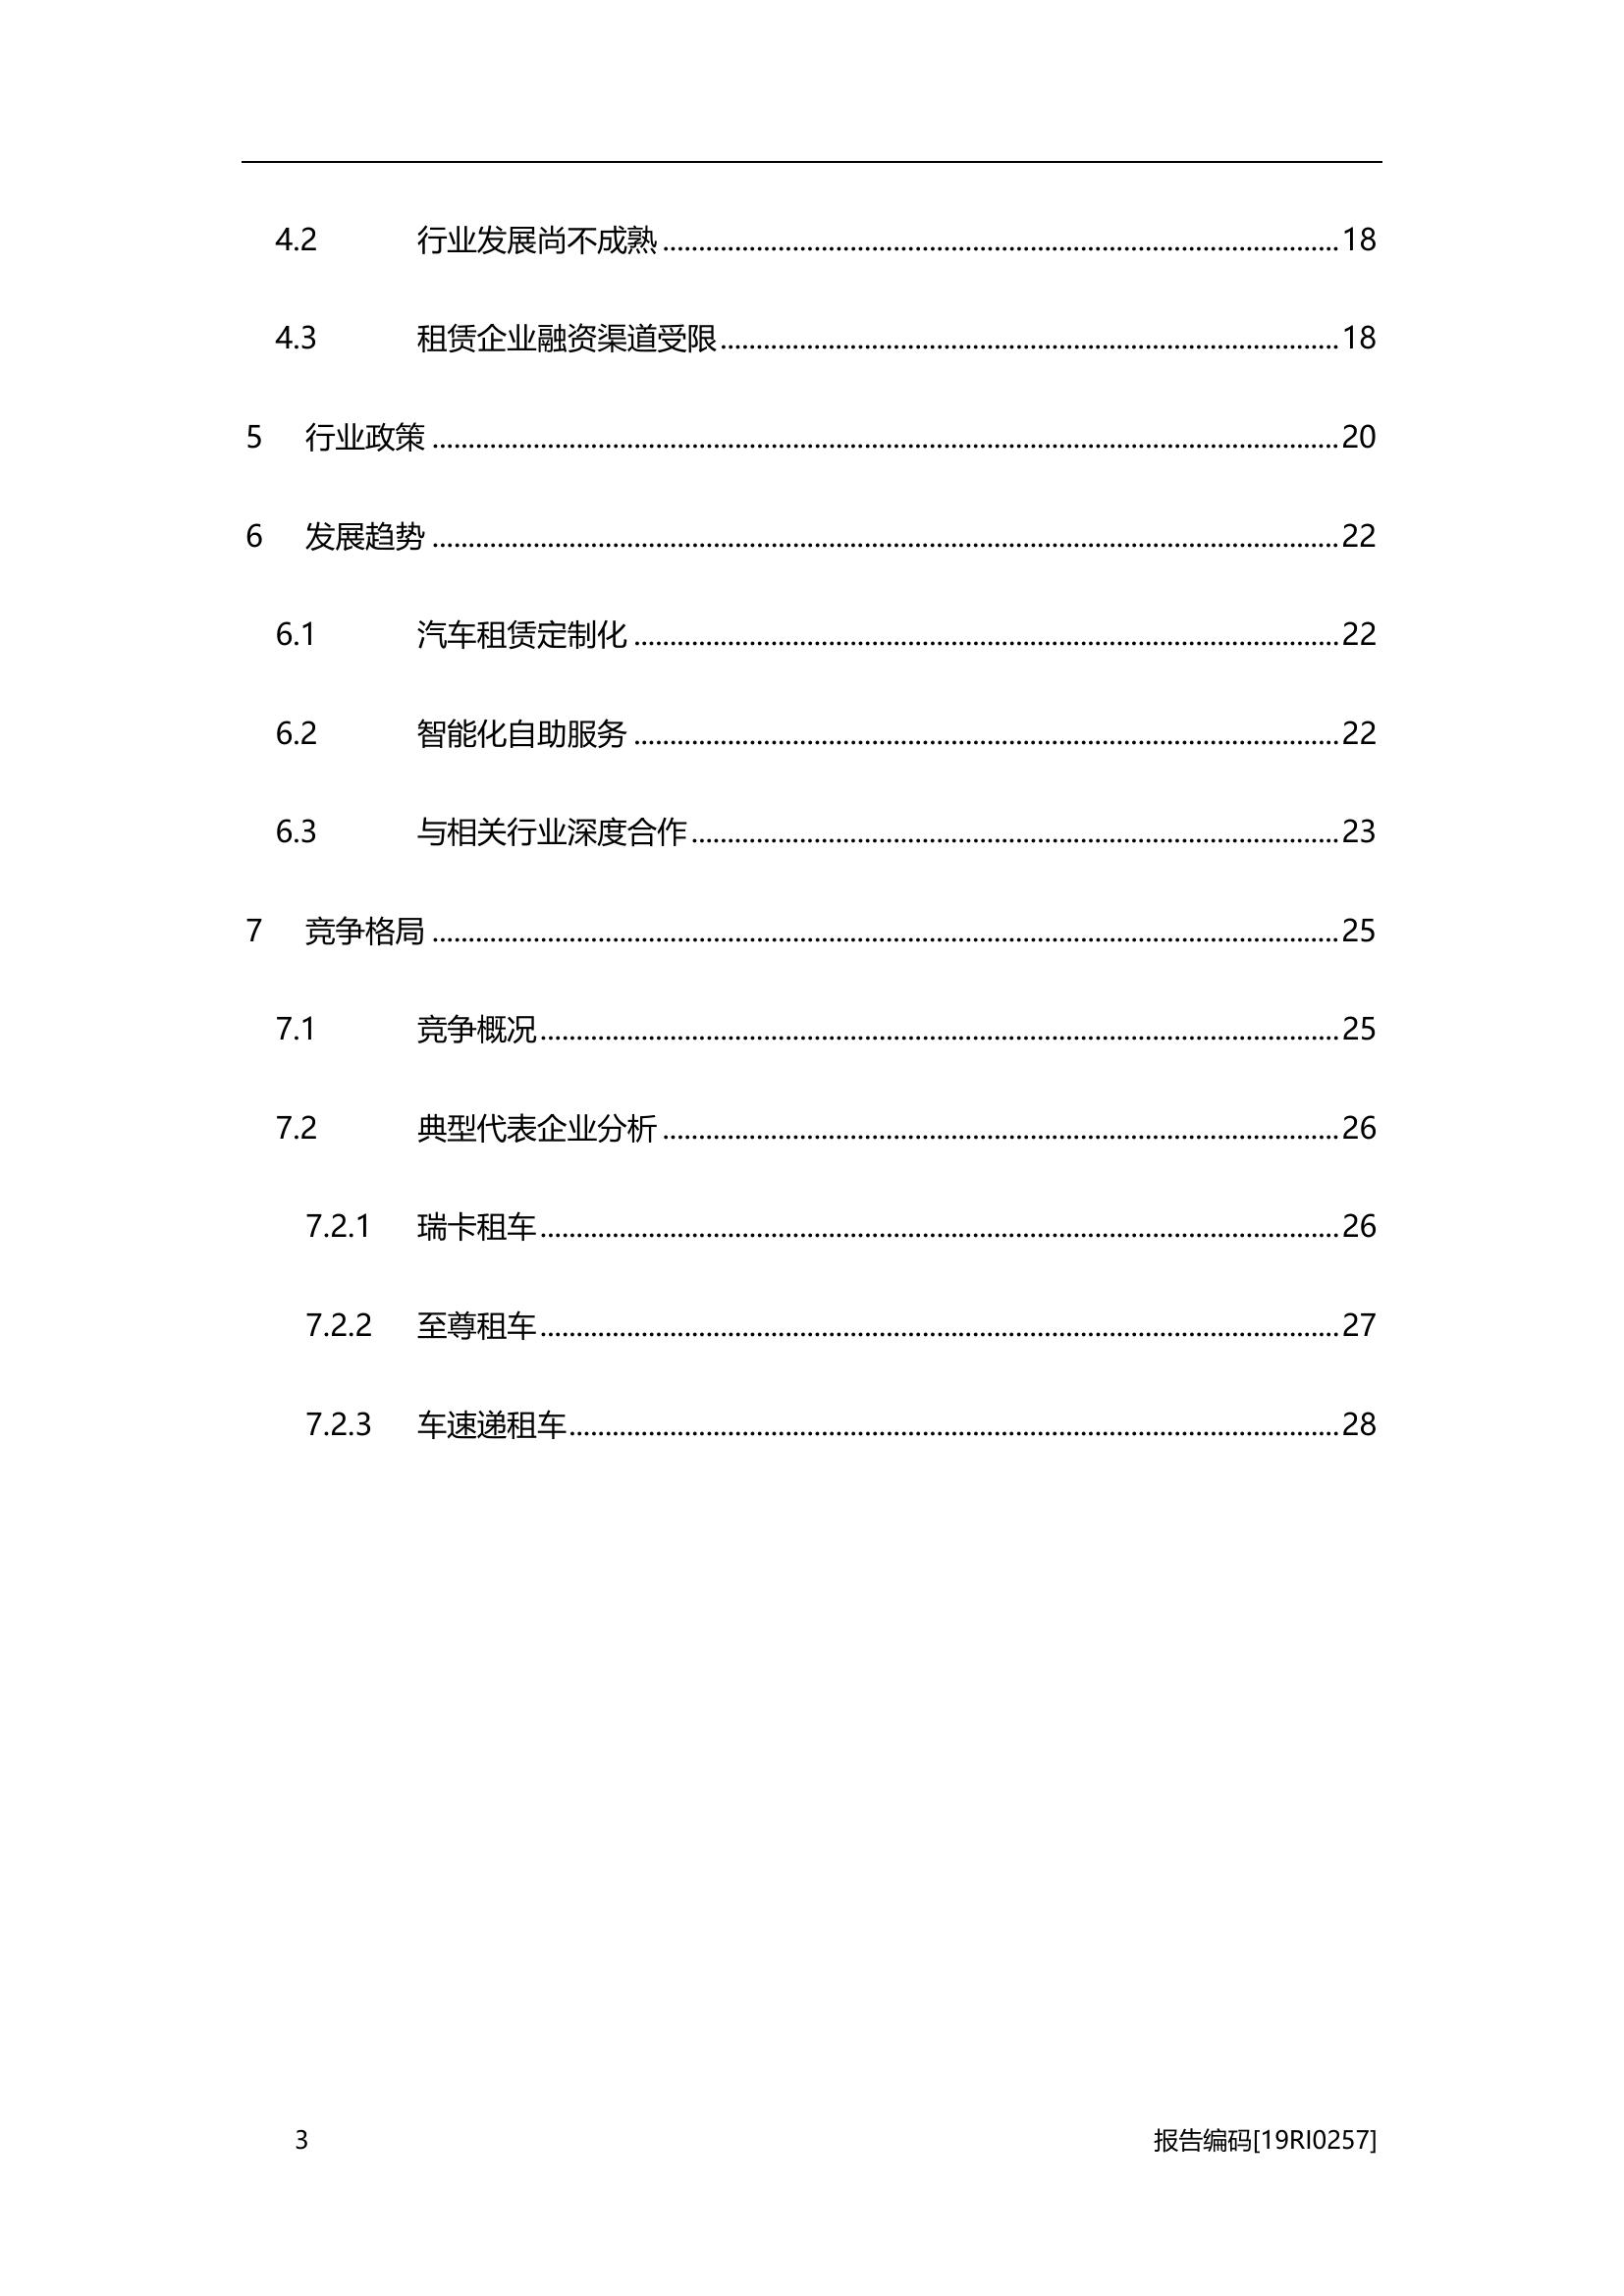 4.2 行业发展尚不成熟 ........................................ 18
4.3 租赁企业融资渠道受限 ........................................ 18
5 行业政策 ........................................ 20
6 发展趋势 ........................................ 22
6.1 汽车租赁定制化 ........................................ 22
6.2 智能化自助服务 ........................................ 22
6.3 与相关行业深度合作 ........................................ 23
7 竞争格局 ........................................ 25
7.1 竞争概况 ........................................ 25
7.2 典型代表企业分析 ........................................ 26
7.2.1 瑞卡租车 ........................................ 26
7.2.2 至尊租车 ........................................ 27
7.2.3 车速递租车 ........................................ 28
3 报告编码[19RI0257]